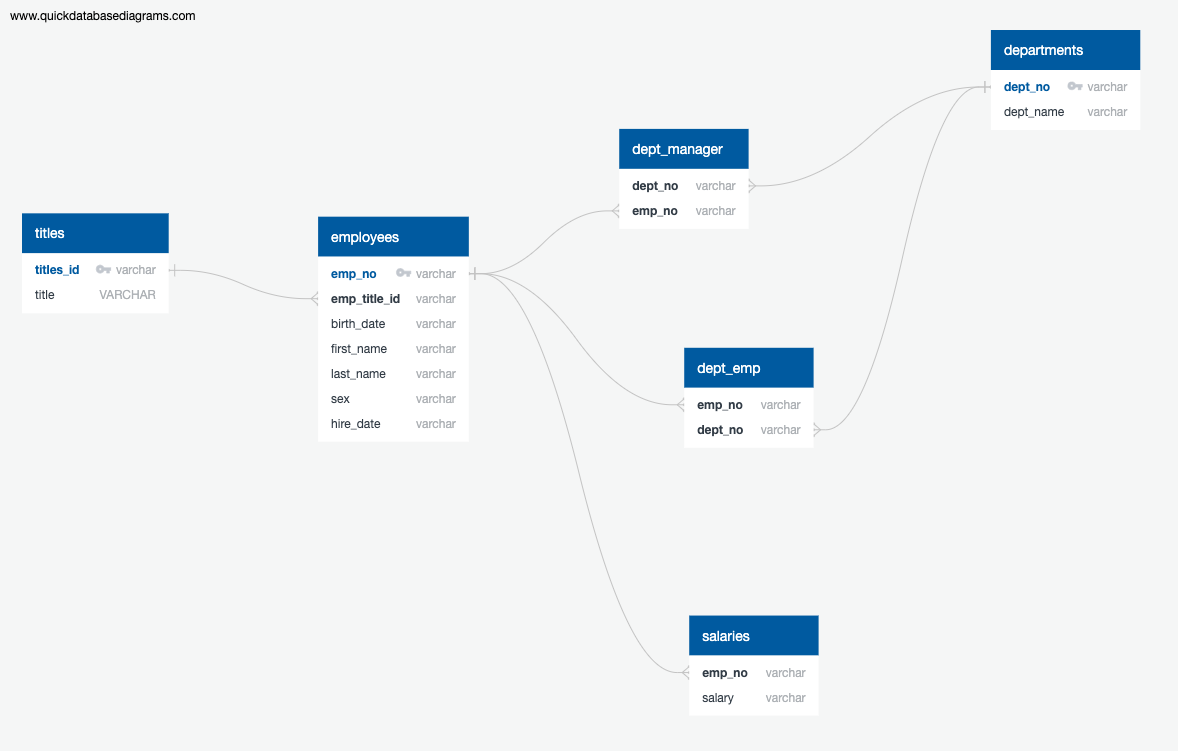 www.quickdatabasediagrams.com
departments
dept_no varchar
dept_name varchar
dept_manager
dept_no varchar
emp_no varchar
titles
titles_id varchar
title VARCHAR
employees
emp_no varchar
emp_title_id varchar
birth_date varchar
first_name varchar
last_name varchar
sex varchar
hire_date varchar
dept_emp
emp_no varchar
dept_no varchar
salaries
emp_no varchar
salary varchar